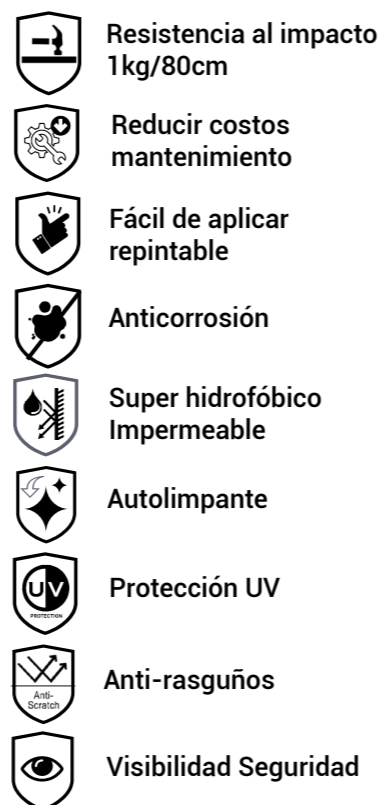 Resistencia al impacto
1kg/80cm
Reducir costos
mantenimiento
Fácil de aplicar
repintable
Anticorrosión
Super hidrofóbico
Impermeable
Autolimpante
UV
PROTECTION
Protección UV
Anti-
Scratch
Anti-rasguños
Visibilidad Seguridad